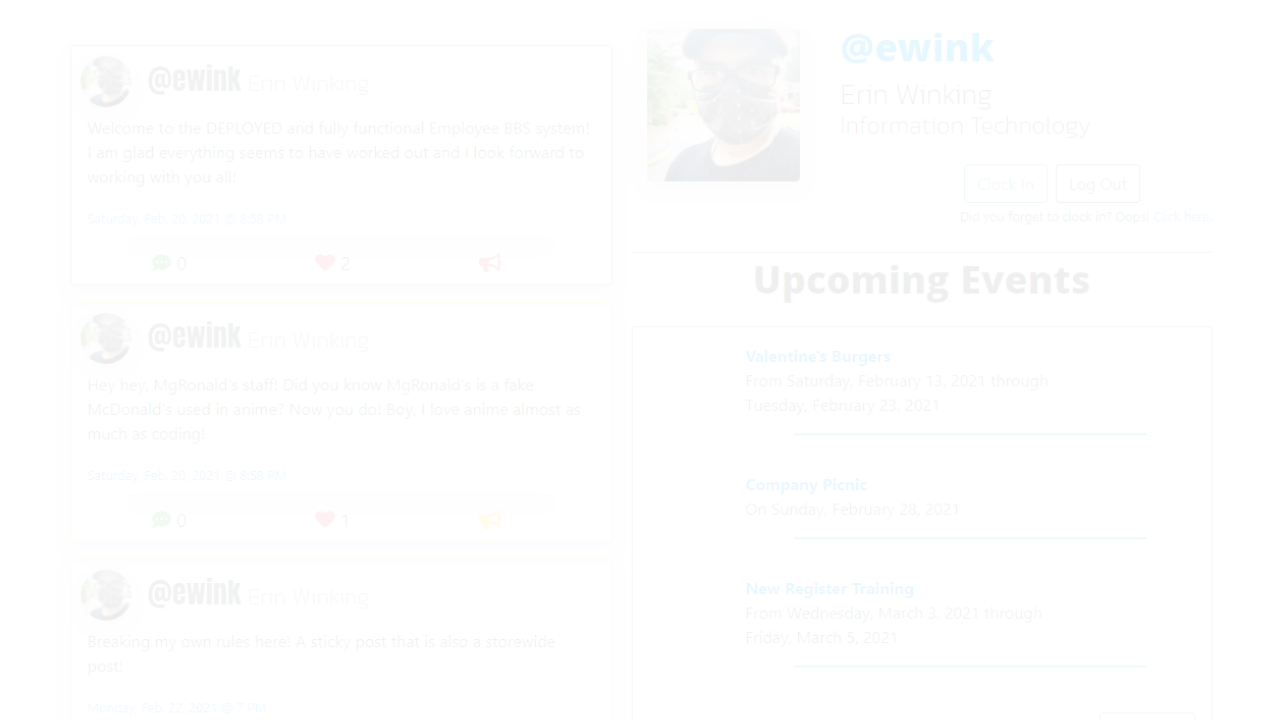 @ewink Erin Winking
Welcome to the DEPLOYED and fully functional Employee BBS system!
I am glad everything seems to have worked out and I look forward to
working with you all!
Saturday, Feb. 20, 2021 @ 8:58 PM
0 2
@ewink Erin Winking
Hey hey, MgRonald's staff! Did you know MgRonald's is a fake
McDonald's used in anime? Now you do! Boy, I love anime almost as
much as coding!
Saturday, Feb. 20, 2021 @ 8:58 PM
0 1
@ewink Erin Winking
Breaking my own rules here! A sticky post that is also a storewide
post!
Monday, Feb. 22, 2021 @ 7 PM
@ewink
Erin Winking
Information Technology
Clock In Log Out
Did you forget to clock in? Oops! Click here.
Upcoming Events
Valentine's Burgers
From Saturday, February 13, 2021 through
Tuesday, February 23, 2021
Company Picnic
On Sunday, February 28, 2021
New Register Training
From Wednesday, March 3, 2021 through
Friday, March 5, 2021